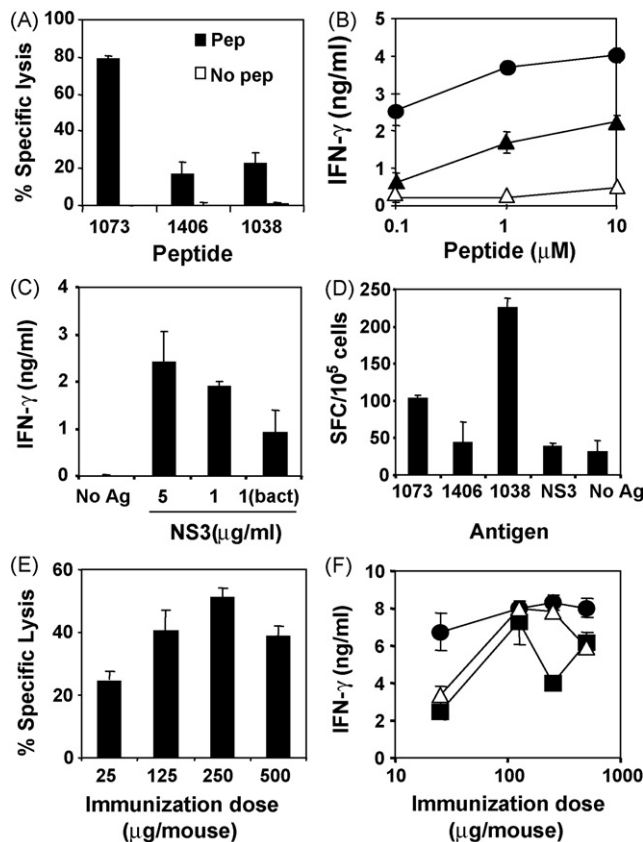 (A)
% Specific lysis
100
80
60
40
20
0
Pep
No pep
1073 1406 1038
Peptide
(B)
IFN-γ (ng/ml)
5
4
3
2
1
0
0.1 1 10
Peptide (μM)
(C)
IFN-γ (ng/ml)
4
3
2
1
0
No Ag 5 1 1(bact)
NS3(μg/ml)
(D)
SFC/10⁵ cells
250
200
150
100
50
0
1073 1406 1038 NS3 No Ag
Antigen
(E)
% Specific Lysis
60
40
20
0
25 125 250 500
Immunization dose
(μg/mouse)
(F)
IFN-γ (ng/ml)
10
8
6
4
2
0
10 100 1000
Immunization dose
(μg/mouse)